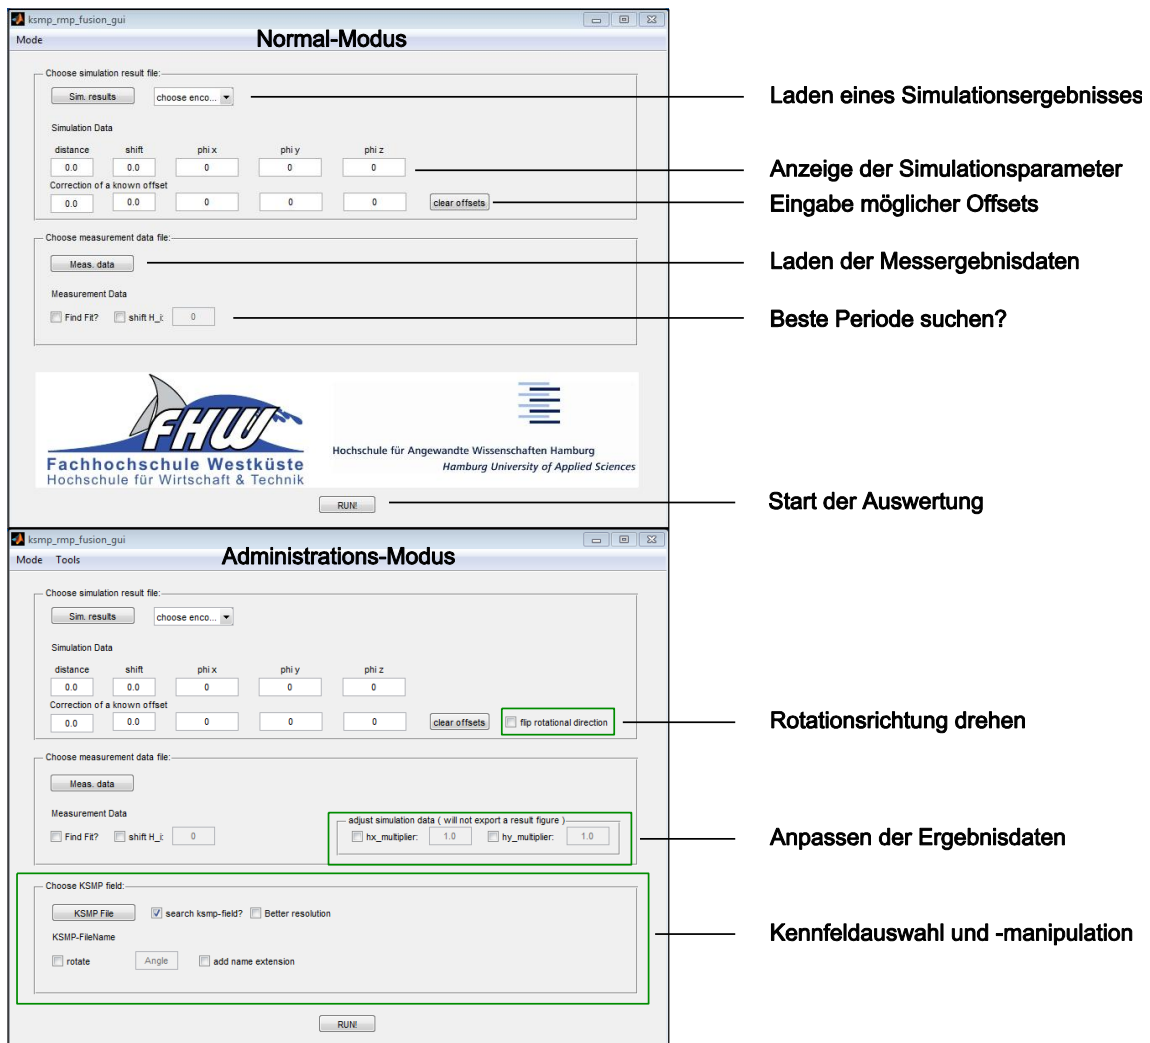 ksmp_rmp_fusion_gui
Mode
Normal-Modus
Choose simulation result file:
Sim. results choose enco...
Laden eines Simulationsergebnisses
Simulation Data
distance shift phi x phi y phi z
0.0 0.0 0 0 0
Anzeige der Simulationsparameter
Correction of a known offset
0.0 0.0 0 0 0 clear offsets
Eingabe möglicher Offsets
Choose measurement data file:
Meas. data
Laden der Messergebnisdaten
Measurement Data
Find Fit? shift H_i: 0
Beste Periode suchen?
FHW
Fachhochschule Westküste
Hochschule für Wirtschaft & Technik
Hochschule für Angewandte Wissenschaften Hamburg
Hamburg University of Applied Sciences
RUN!
Start der Auswertung
ksmp_rmp_fusion_gui
Mode Tools
Administrations-Modus
Choose simulation result file:
Sim. results choose enco...
Simulation Data
distance shift phi x phi y phi z
0.0 0.0 0 0 0
Correction of a known offset
0.0 0.0 0 0 0 clear offsets flip rotational direction
Rotationsrichtung drehen
Choose measurement data file:
Meas. data
Measurement Data
adjust simulation data ( will not export a result figure )
Find Fit? shift H_i: 0 hx_multiplier: 1.0 hy_multiplier: 1.0
Anpassen der Ergebnisdaten
Choose KSMP field:
KSMP File search ksmp-field? Better resolution
KSMP-FileName
Kennfeldauswahl und -manipulation
rotate Angle add name extension
RUN!